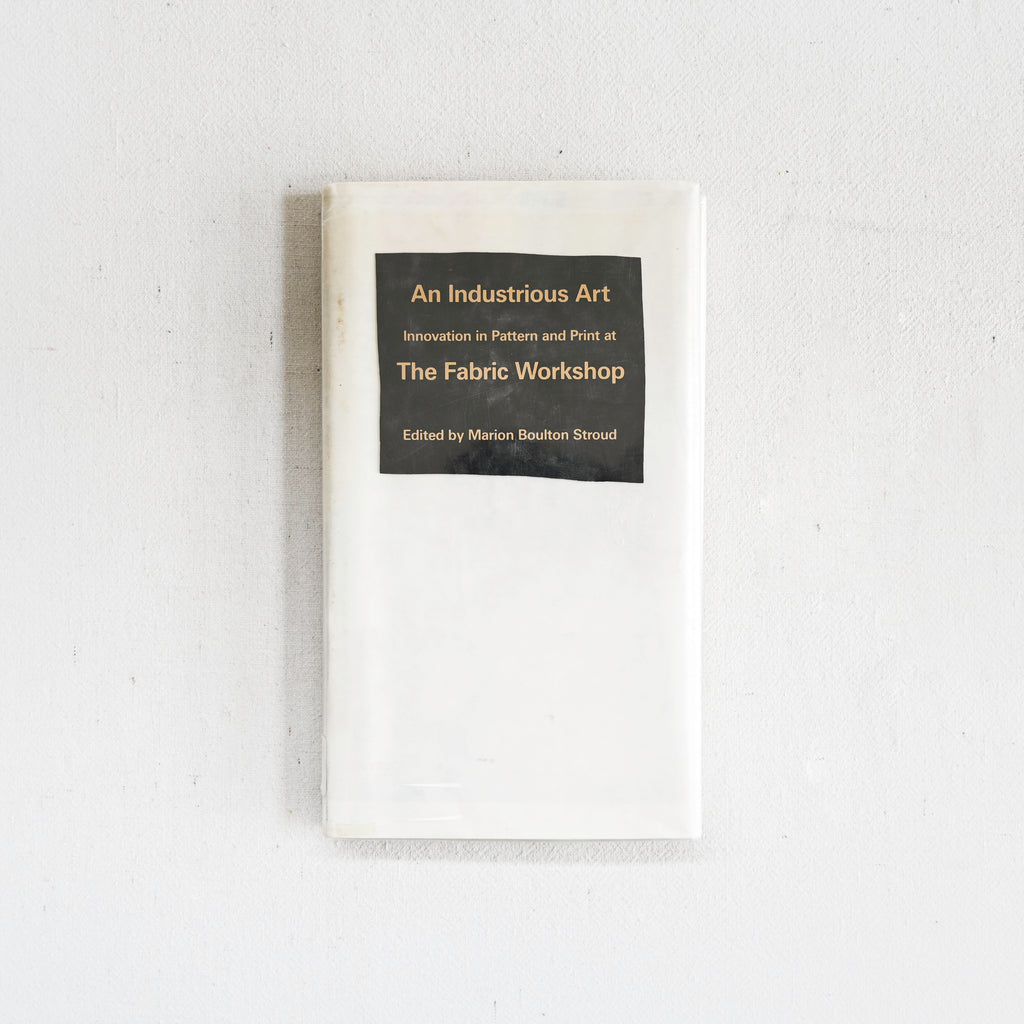 An Industrious Art
Innovation in Pattern and Print at
The Fabric Workshop
Edited by Marion Boulton Stroud